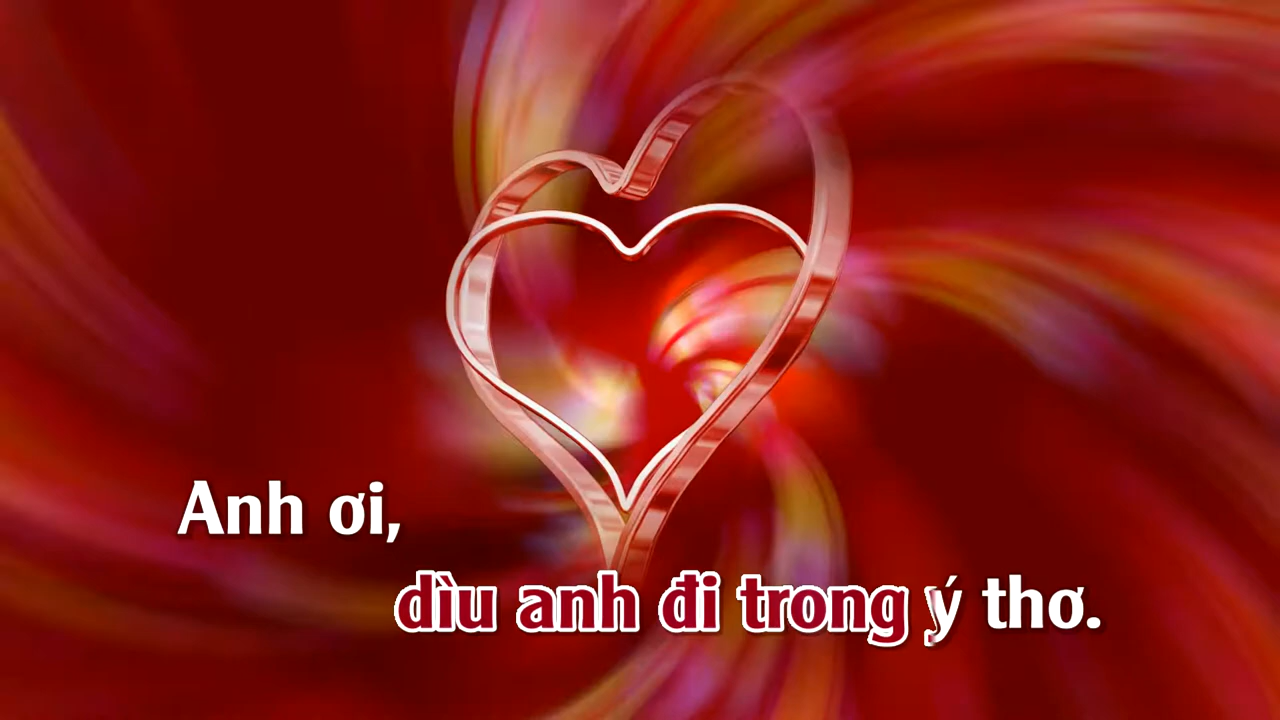 Anh ơi,
dìu anh đi trong ý thơ.